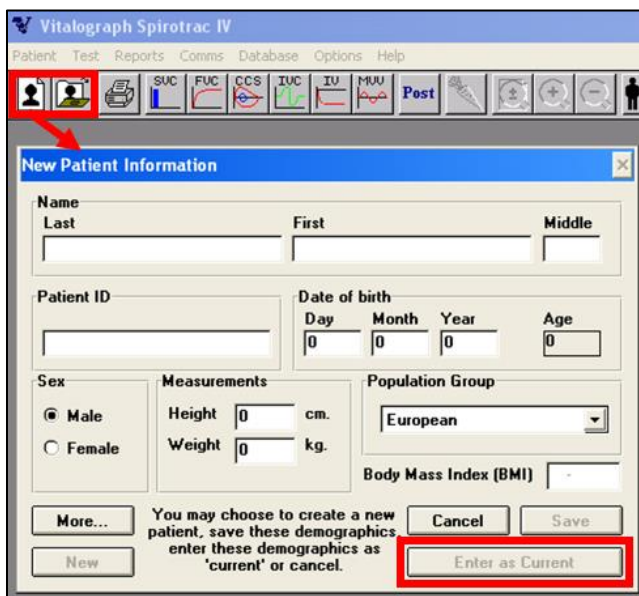 Vitalograph Spirotrac IV
Patient Test Reports Comms Database Options Help
SVC FVC CCS IVC IV MVV Post
New Patient Information
Name
Last First Middle
Patient ID Date of birth
Day Month Year Age
0 0 0 0
Sex Measurements Population Group
Male Height 0 cm. European
Female Weight 0 kg.
Body Mass Index (BMI) -
More... You may choose to create a new Cancel Save
patient, save these demographics,
enter these demographics as
New 'current' or cancel. Enter as Current